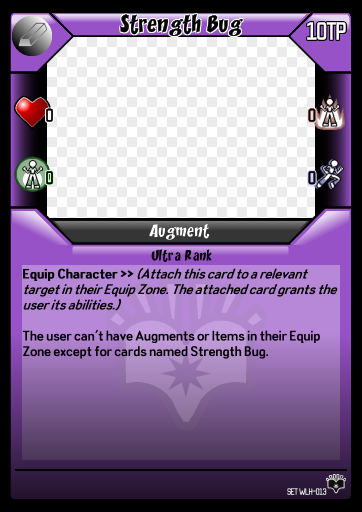 Strength Bug
10TP
0
0
0
0
Augment
Ultra Rank
Equip Character >> (Attach this card to a relevant
target in their Equip Zone. The attached card grants the
user its abilities.)
The user can't have Augments or Items in their Equip
Zone except for cards named Strength Bug.
SET WLH-013